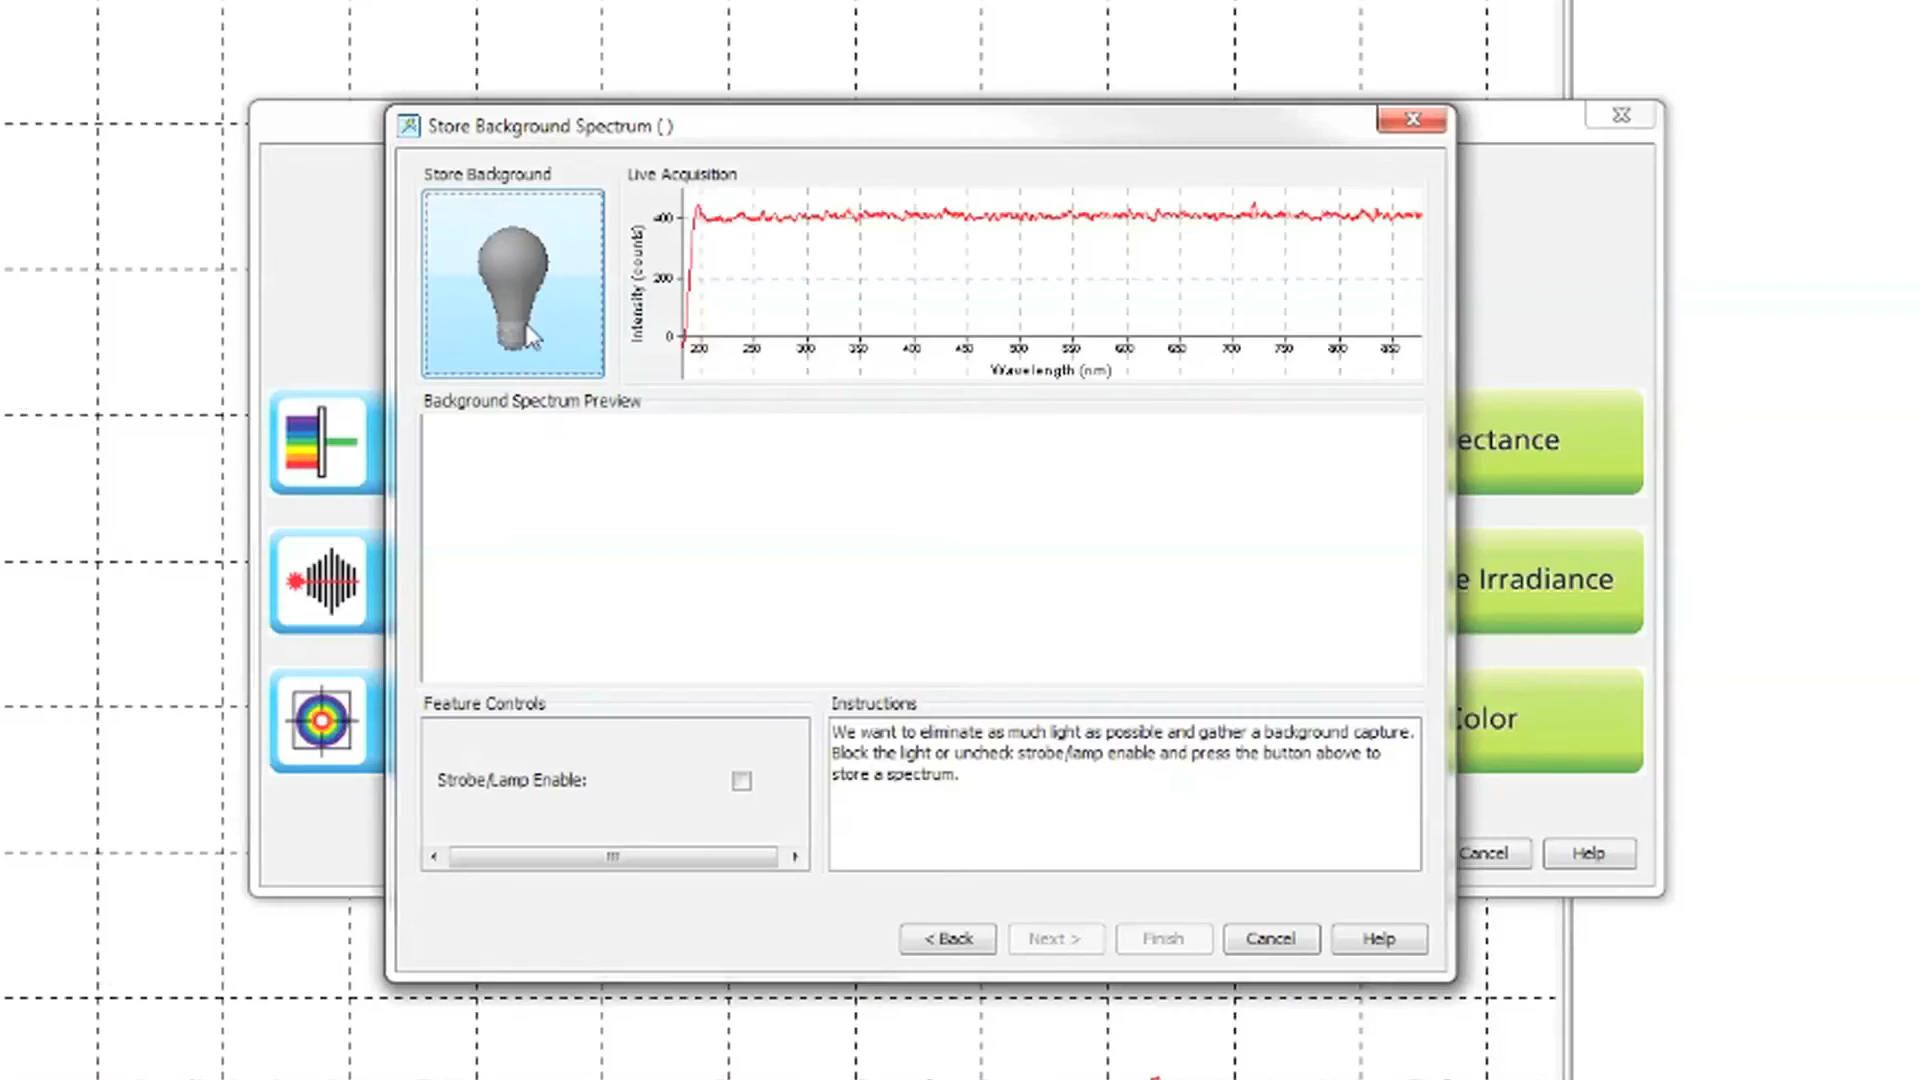 Store Background Spectrum ( )
Store Background
Live Acquisition
Intensity (counts)
400
200
0
200 250 300 350 400 450 500 550 600 650 700 750 800 850
Wavelength (nm)
Background Spectrum Preview
ectance
e Irradiance
Color
Feature Controls
Strobe/Lamp Enable:
Instructions
We want to eliminate as much light as possible and gather a background capture.
Block the light or uncheck strobe/lamp enable and press the button above to
store a spectrum.
Cancel Help
< Back Next > Finish Cancel Help